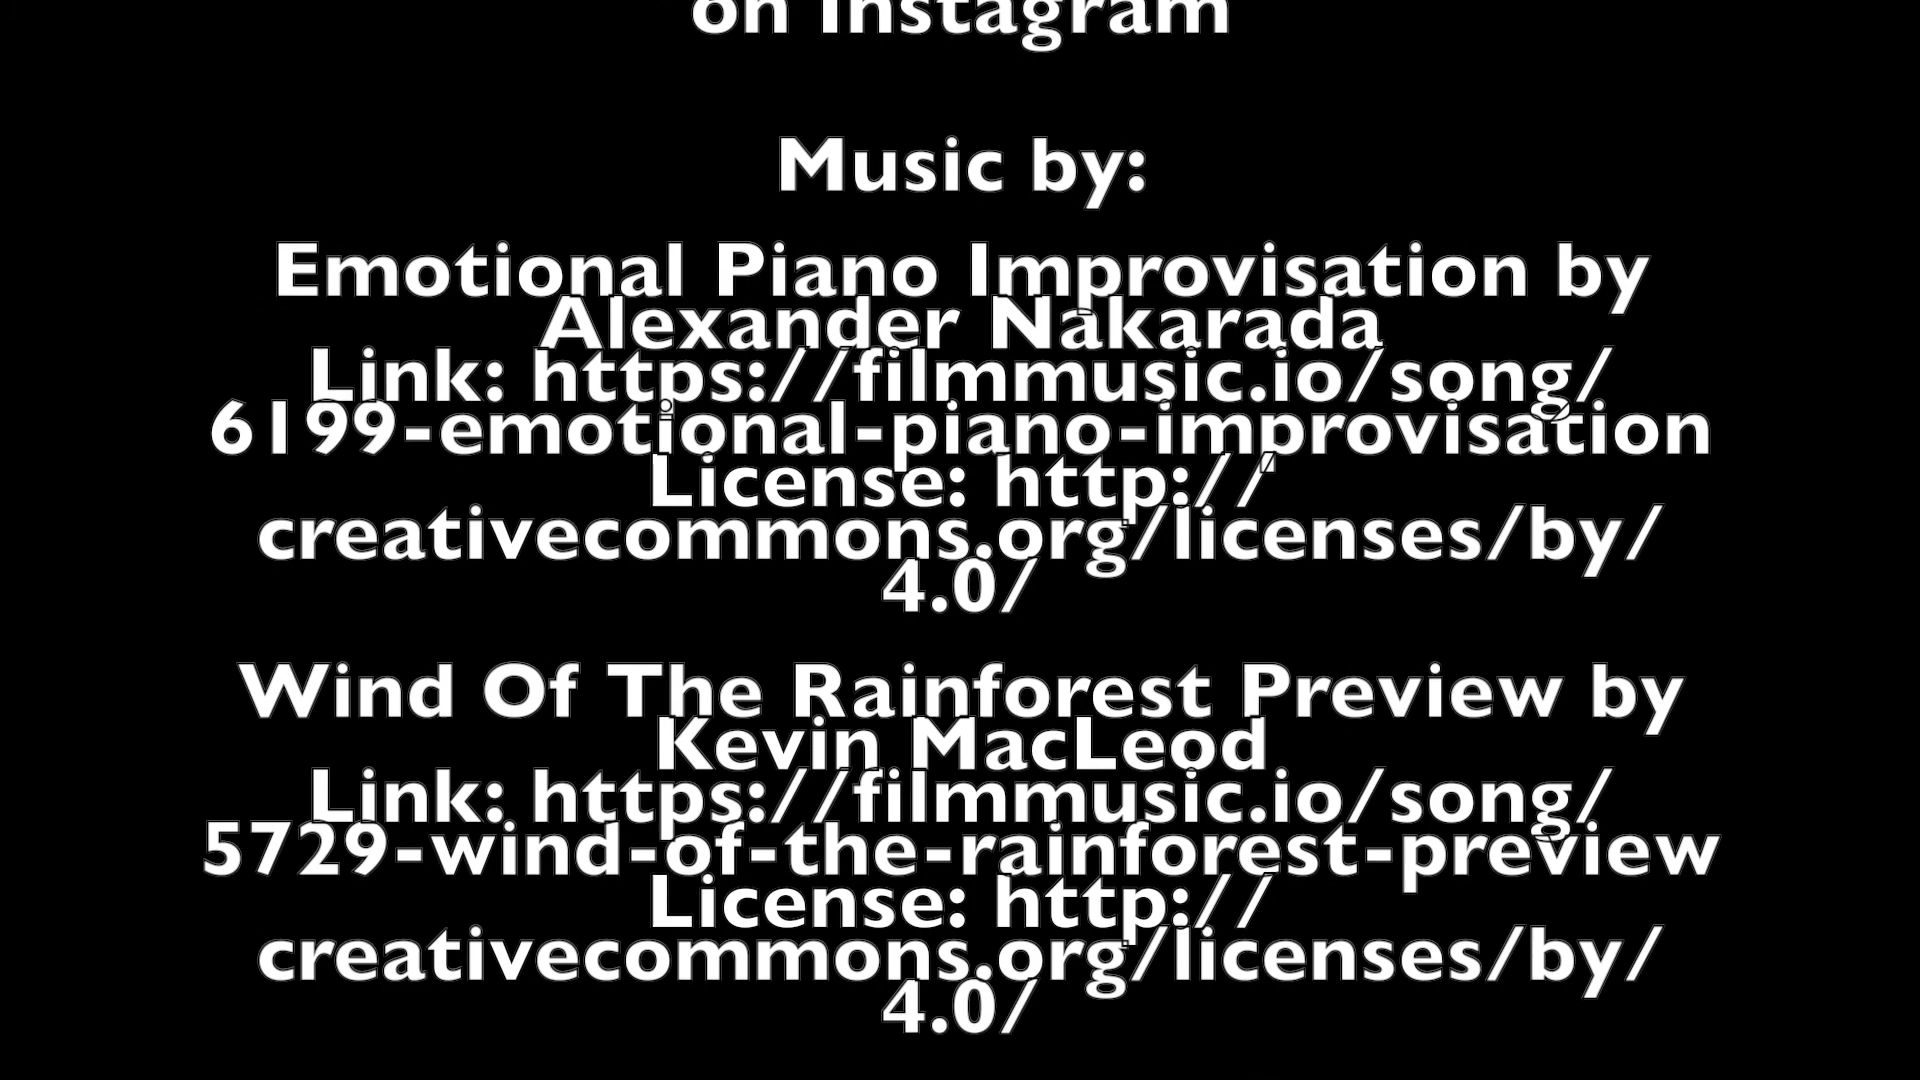 on Instagram
Music by:
Emotional Piano Improvisation by
Alexander Nakarada
Link: https://filmmusic.io/song/
6199-emotional-piano-improvisation
License: http://
creativecommons.org/licenses/by/
4.0/
Wind Of The Rainforest Preview by
Kevin MacLeod
Link: https://filmmusic.io/song/
5729-wind-of-the-rainforest-preview
License: http://
creativecommons.org/licenses/by/
4.0/